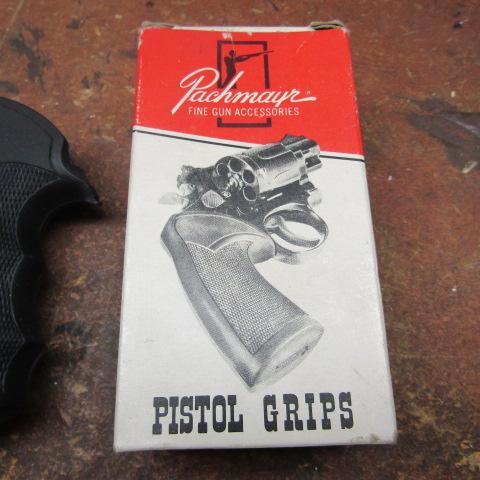 Pachmayr
FINE GUN ACCESSORIES
PISTOL GRIPS